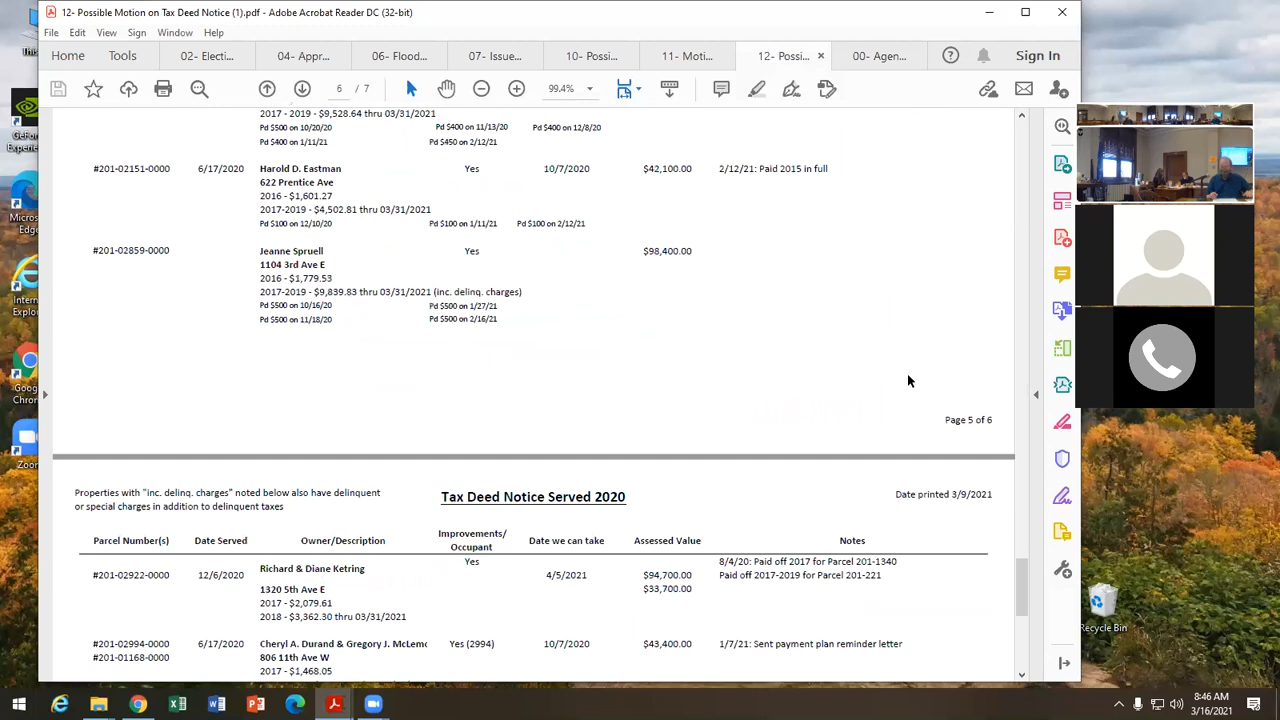 12- Possible Motion on Tax Deed Notice (1).pdf - Adobe Acrobat Reader DC (32-bit)
File Edit View Sign Window Help
Home Tools 02- Electi... 04- Appr... 06- Flood... 07- Issue... 10- Possi... 11- Moti... 12- Possi... × 00- Agen... Sign In
6 / 7 99.4%
2017 - 2019 - $9,528.64 thru 03/31/2021
Pd $500 on 10/20/20 Pd $400 on 11/13/20 Pd $400 on 12/8/20
Pd $400 on 1/11/21 Pd $450 on 2/12/21
#201-02151-0000 6/17/2020 Harold D. Eastman Yes 10/7/2020 $42,100.00 2/12/21: Paid 2015 in full
622 Prentice Ave
2016 - $1,601.27
2017-2019 - $4,502.81 thru 03/31/2021
Pd $100 on 12/10/20 Pd $100 on 1/11/21 Pd $100 on 2/12/21
#201-02859-0000 Jeanne Spruell Yes $98,400.00
1104 3rd Ave E
2016 - $1,779.53
2017-2019 - $9,839.83 thru 03/31/2021 (inc. delinq. charges)
Pd $500 on 10/16/20 Pd $500 on 1/27/21
Pd $500 on 11/18/20 Pd $500 on 2/16/21
Page 5 of 6
Properties with "inc. delinq. charges" noted below also have delinquent
or special charges in addition to delinquent taxes
Tax Deed Notice Served 2020
Date printed 3/9/2021
Parcel Number(s) Date Served Owner/Description Improvements/ Occupant Date we can take Assessed Value Notes
Yes 8/4/20: Paid off 2017 for Parcel 201-1340
#201-02922-0000 12/6/2020 Richard & Diane Ketring 4/5/2021 $94,700.00 Paid off 2017-2019 for Parcel 201-221
1320 5th Ave E $33,700.00
2017 - $2,079.61
2018 - $3,362.30 thru 03/31/2021
#201-02994-0000 6/17/2020 Cheryl A. Durand & Gregory J. McLemo Yes (2994) 10/7/2020 $43,400.00 1/7/21: Sent payment plan reminder letter
#201-01168-0000 806 11th Ave W
2017 - $1,468.05
This
GeForce
Experie
Microso
Edge
Intern
Explor
Goog
Chro
Zoo
Recycle Bin
8:46 AM
3/16/2021